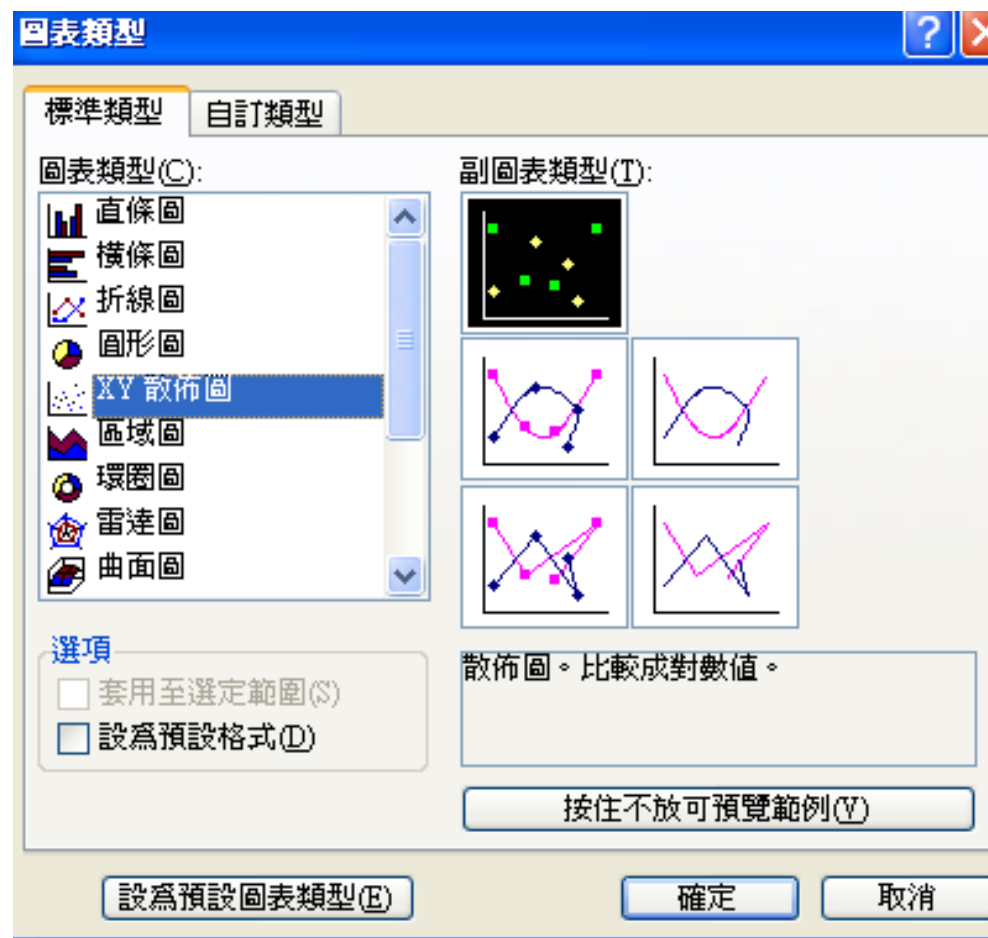 圖表類型
標準類型
自訂類型
圖表類型(C):
直條圖
橫條圖
折線圖
圓形圖
XY 散佈圖
區域圖
環圈圖
雷達圖
曲面圖
副圖表類型(T):
選項
套用至選定範圍(S)
設為預設格式(D)
散佈圖。比較成對數值。
按住不放可預覽範例(V)
設為預設圖表類型(E)
確定
取消